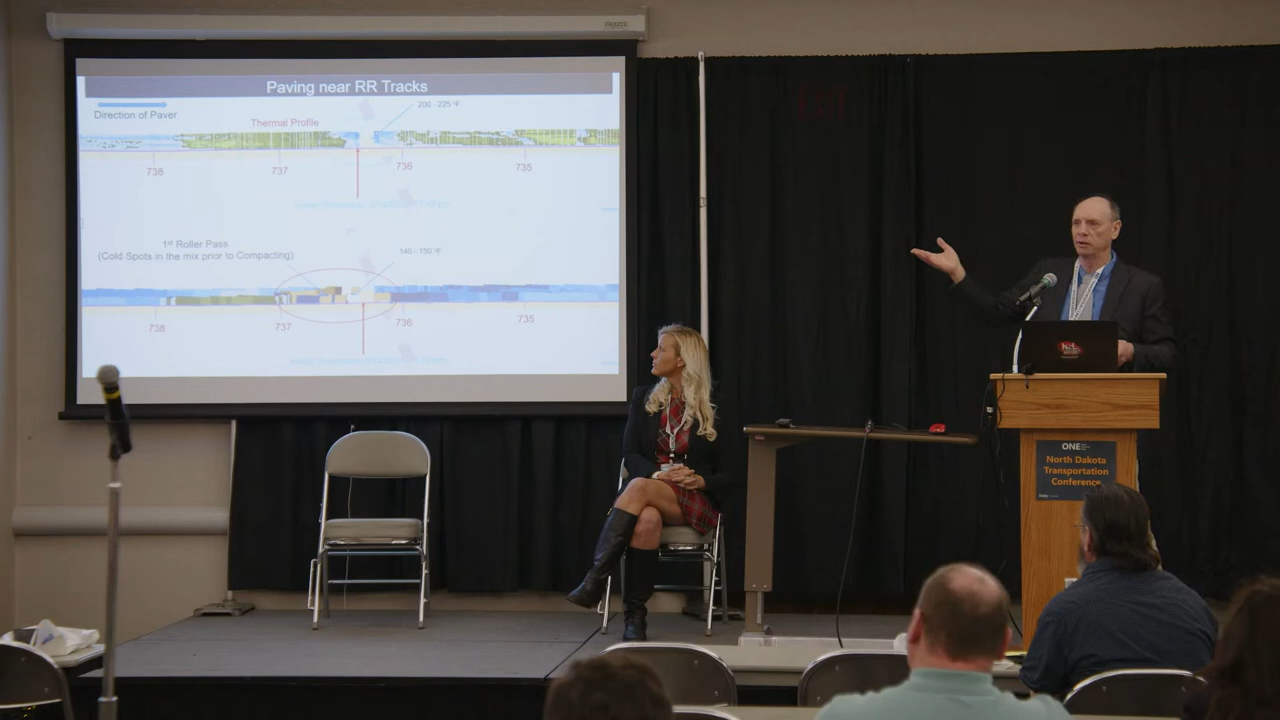 Paving near RR Tracks
Direction of Paver
200 - 225 °F
Thermal Profile
738
737
736
735
1st Roller Pass
(Cold Spots in the mix prior to Compacting)
140 - 150 °F
738
737
736
735
ONE
North Dakota
Transportation
Conference